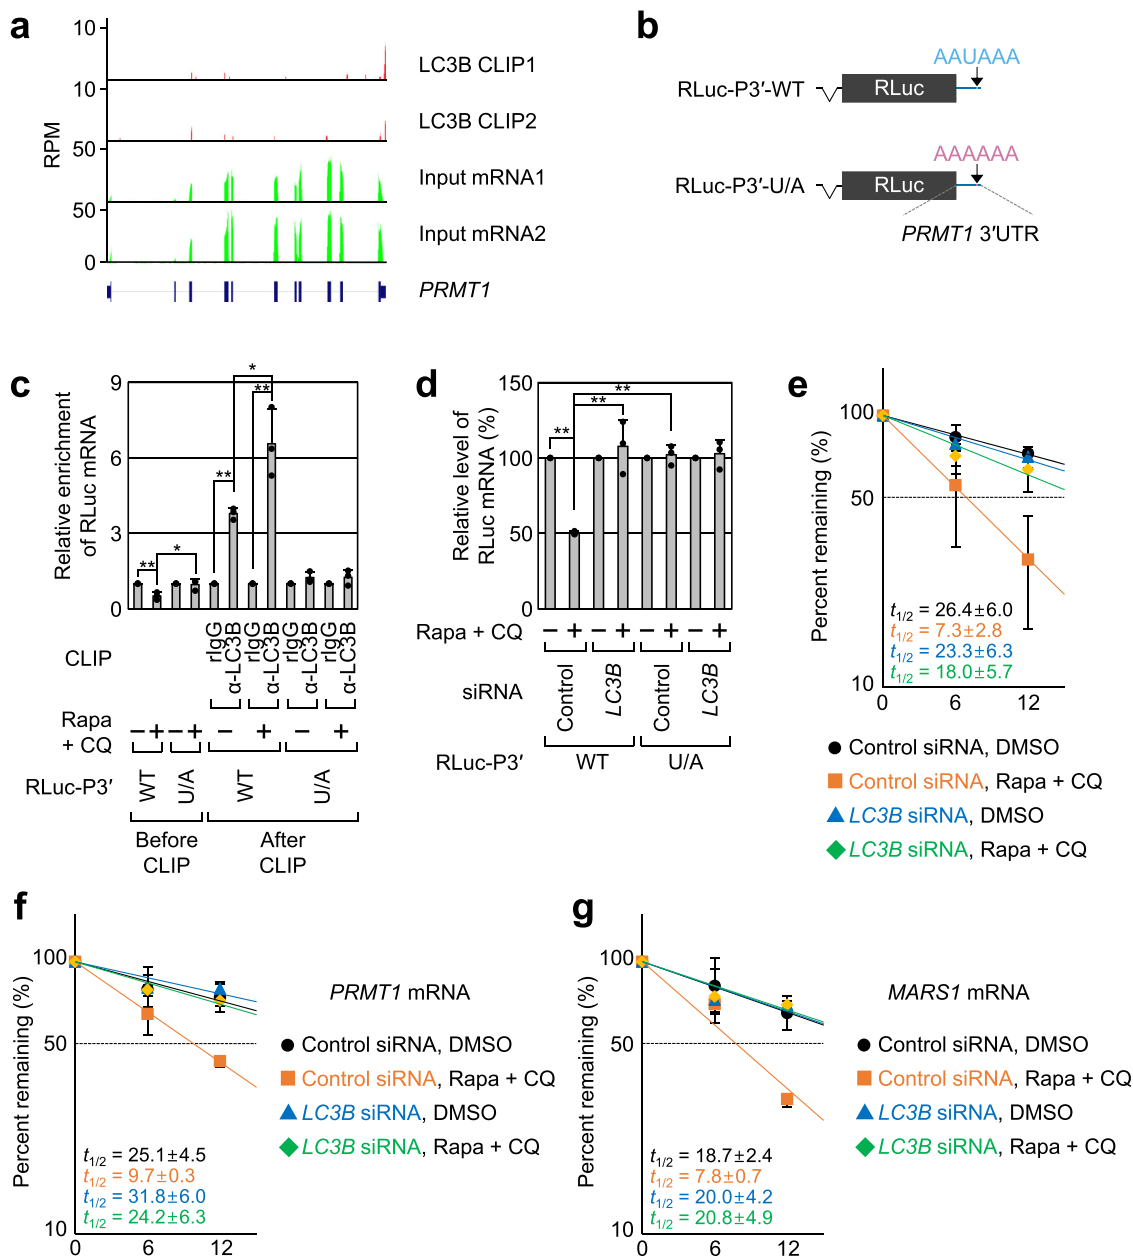 a
10
LC3B CLIP1
10
LC3B CLIP2
RPM
50
Input mRNA1
50
Input mRNA2
0
PRMT1
b
AAUAAA
RLuc-P3′-WT
RLuc
AAAAAA
RLuc-P3′-U/A
RLuc
PRMT1 3′UTR
c
Relative enrichment
of RLuc mRNA
9
6
3
0
**
*
**
**
*
CLIP
rIgG
α-LC3B
rIgG
α-LC3B
rIgG
α-LC3B
rIgG
α-LC3B
Rapa
+ CQ
− + − + − + − +
RLuc-P3′
WT
U/A
WT
U/A
Before
CLIP
After
CLIP
d
Relative level of
RLuc mRNA (%)
150
100
50
0
**
**
**
Rapa + CQ
− + − + − + − +
siRNA
Control
LC3B
Control
LC3B
RLuc-P3′
WT
U/A
e
Percent remaining (%)
100
50
10
t1/2 = 26.4±6.0
t1/2 = 7.3±2.8
t1/2 = 23.3±6.3
t1/2 = 18.0±5.7
0 6 12
Control siRNA, DMSO
Control siRNA, Rapa + CQ
LC3B siRNA, DMSO
LC3B siRNA, Rapa + CQ
f
Percent remaining (%)
100
50
10
PRMT1 mRNA
Control siRNA, DMSO
Control siRNA, Rapa + CQ
LC3B siRNA, DMSO
LC3B siRNA, Rapa + CQ
t1/2 = 25.1±4.5
t1/2 = 9.7±0.3
t1/2 = 31.8±6.0
t1/2 = 24.2±6.3
0 6 12
g
Percent remaining (%)
100
50
10
MARS1 mRNA
Control siRNA, DMSO
Control siRNA, Rapa + CQ
LC3B siRNA, DMSO
LC3B siRNA, Rapa + CQ
t1/2 = 18.7±2.4
t1/2 = 7.8±0.7
t1/2 = 20.0±4.2
t1/2 = 20.8±4.9
0 6 12